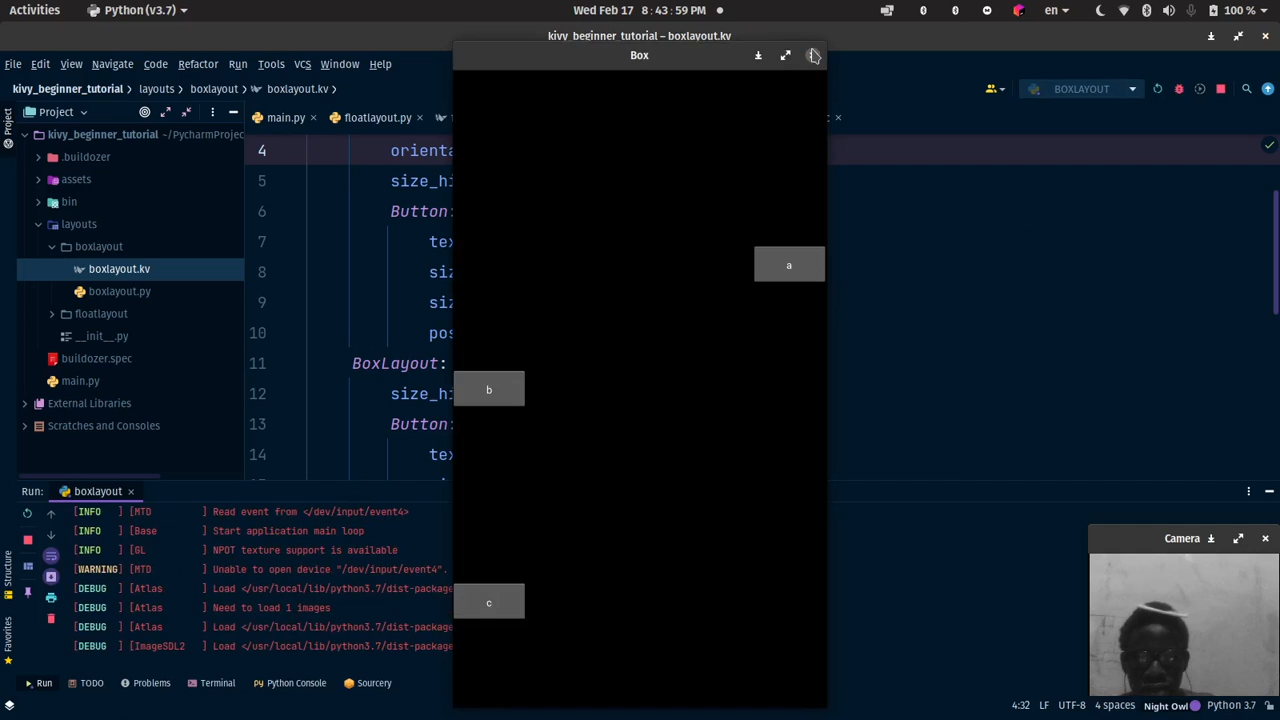 Activities
Python (v3.7)
Wed Feb 17 8:43:59 PM
en
100 %
kivy_beginner_tutorial – boxlayout.kv
Box
File Edit View Navigate Code Refactor Run Tools VCS Window Help
kivy_beginner_tutorial layouts boxlayout boxlayout.kv
BOXLAYOUT
Project
main.py
floatlayout.py
kivy_beginner_tutorial ~/PycharmProjec
.buildozer
assets
bin
layouts
boxlayout
boxlayout.kv
boxlayout.py
floatlayout
__init__.py
buildozer.spec
main.py
External Libraries
Scratches and Consoles
4 orienta
5 size_hi
6 Button:
7 tex
8 siz
9 siz
10 pos
11 BoxLayout:
12 size_hi
13 Button:
14 tex
a
b
c
Run: boxlayout
[INFO ] [MTD ] Read event from </dev/input/event4>
[INFO ] [Base ] Start application main loop
[INFO ] [GL ] NPOT texture support is available
[WARNING] [MTD ] Unable to open device "/dev/input/event4".
[DEBUG ] [Atlas ] Load </usr/local/lib/python3.7/dist-package
[DEBUG ] [Atlas ] Need to load 1 images
[DEBUG ] [Atlas ] Load </usr/local/lib/python3.7/dist-package
[DEBUG ] [ImageSDL2 ] Load </usr/local/lib/python3.7/dist-package
Camera
Structure
Favorites
Project
Run TODO Problems Terminal Python Console Sourcery
4:32 LF UTF-8 4 spaces Night Owl Python 3.7